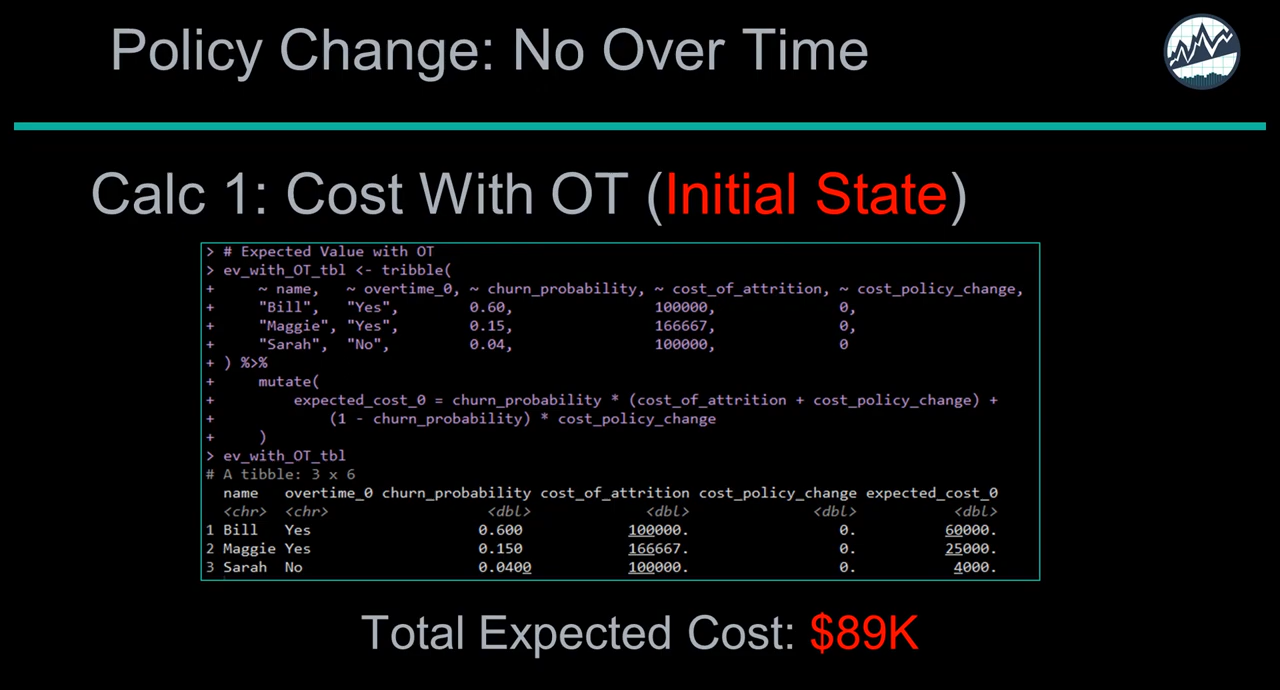 Policy Change: No Over Time
Calc 1: Cost With OT (Initial State)
> # Expected Value with OT
> ev_with_OT_tbl <- tribble(
+     ~ name,   ~ overtime_0, ~ churn_probability, ~ cost_of_attrition, ~ cost_policy_change,
+     "Bill",   "Yes",        0.60,                100000,              0,
+     "Maggie", "Yes",        0.15,                166667,              0,
+     "Sarah",  "No",         0.04,                100000,              0
+ ) %>%
+     mutate(
+         expected_cost_0 = churn_probability * (cost_of_attrition + cost_policy_change) +
+             (1 - churn_probability) * cost_policy_change
+     )
> ev_with_OT_tbl
# A tibble: 3 x 6
name   overtime_0 churn_probability cost_of_attrition cost_policy_change expected_cost_0
<chr>  <chr>                  <dbl>             <dbl>              <dbl>           <dbl>
1 Bill   Yes                   0.600            100000.                 0.          60000.
2 Maggie Yes                   0.150            166667.                 0.          25000.
3 Sarah  No                    0.0400           100000.                 0.           4000.
Total Expected Cost: $89K